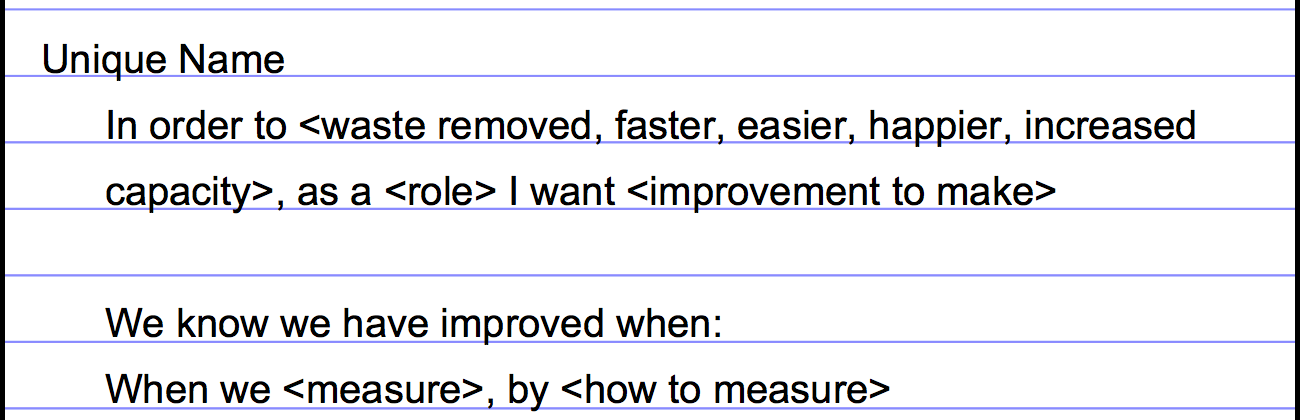 Unique Name
In order to <waste removed, faster, easier, happier, increased
capacity>, as a <role> I want <improvement to make>
We know we have improved when:
When we <measure>, by <how to measure>